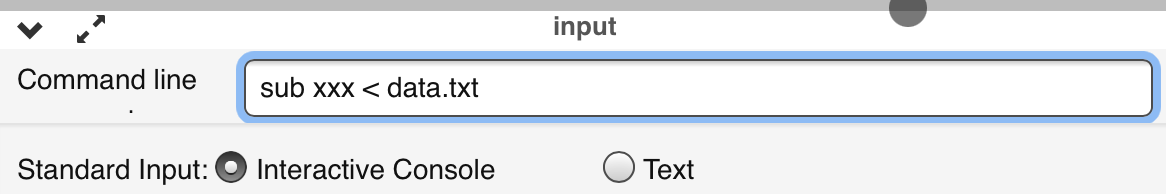 input
Command line
sub xxx < data.txt
Standard Input: Interactive Console Text